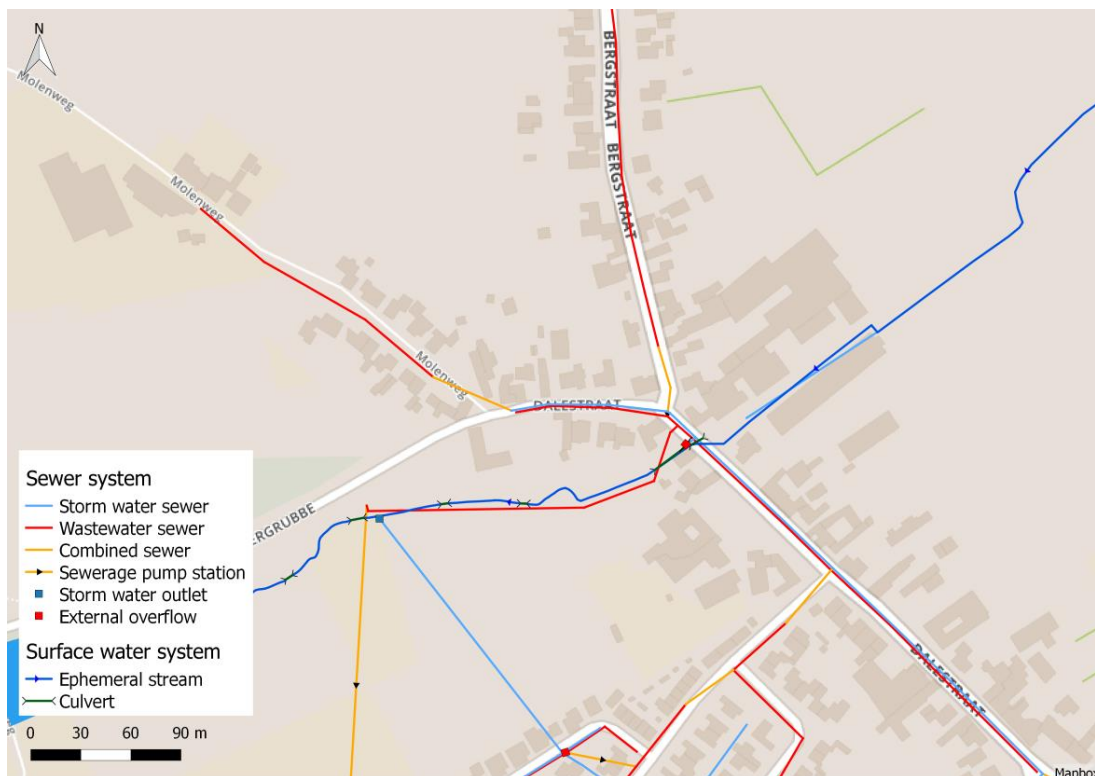 N
Molenweg
Molenweg
Molenweg
BERGSTRAAT
BERGSTRAAT
DALESTRAAT
DALESTRAAT
Sewer system
Storm water sewer
Wastewater sewer
Combined sewer
Sewerage pump station
Storm water outlet
External overflow
Surface water system
Ephemeral stream
Culvert
0 30 60 90 m